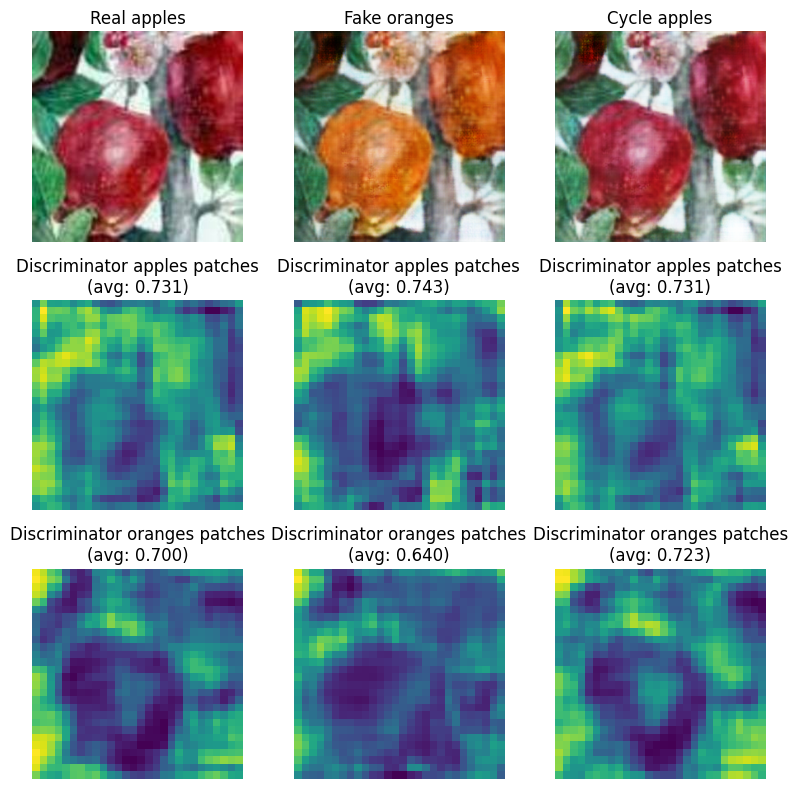 Real apples
Fake oranges
Cycle apples
Discriminator apples patches
(avg: 0.731)
Discriminator apples patches
(avg: 0.743)
Discriminator apples patches
(avg: 0.731)
Discriminator oranges patches
(avg: 0.700)
Discriminator oranges patches
(avg: 0.640)
Discriminator oranges patches
(avg: 0.723)